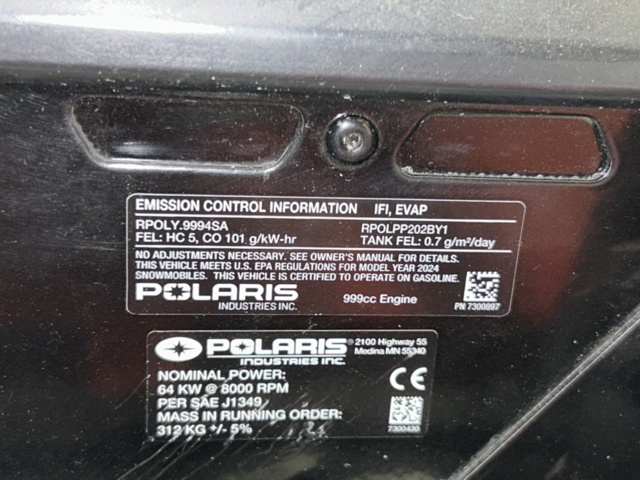 EMISSION CONTROL INFORMATION IFI, EVAP
RPOLY.9994SA RPOLPP202BY1
FEL: HC 5, CO 101 g/kW-hr TANK FEL: 0.7 g/m²/day
NO ADJUSTMENTS NECESSARY. SEE OWNER'S MANUAL FOR DETAILS.
THIS VEHICLE MEETS U.S. EPA REGULATIONS FOR MODEL YEAR 2024
SNOWMOBILES. THIS VEHICLE IS CERTIFIED TO OPERATE ON GASOLINE.
POLARIS
INDUSTRIES INC.
999cc Engine
PN 7300897
POLARIS®
INDUSTRIES INC.
2100 Highway 55
Medina MN 55340
NOMINAL POWER:
64 KW @ 8000 RPM
PER SAE J1349
MASS IN RUNNING ORDER:
312 KG +/- 5%
CE
7300430